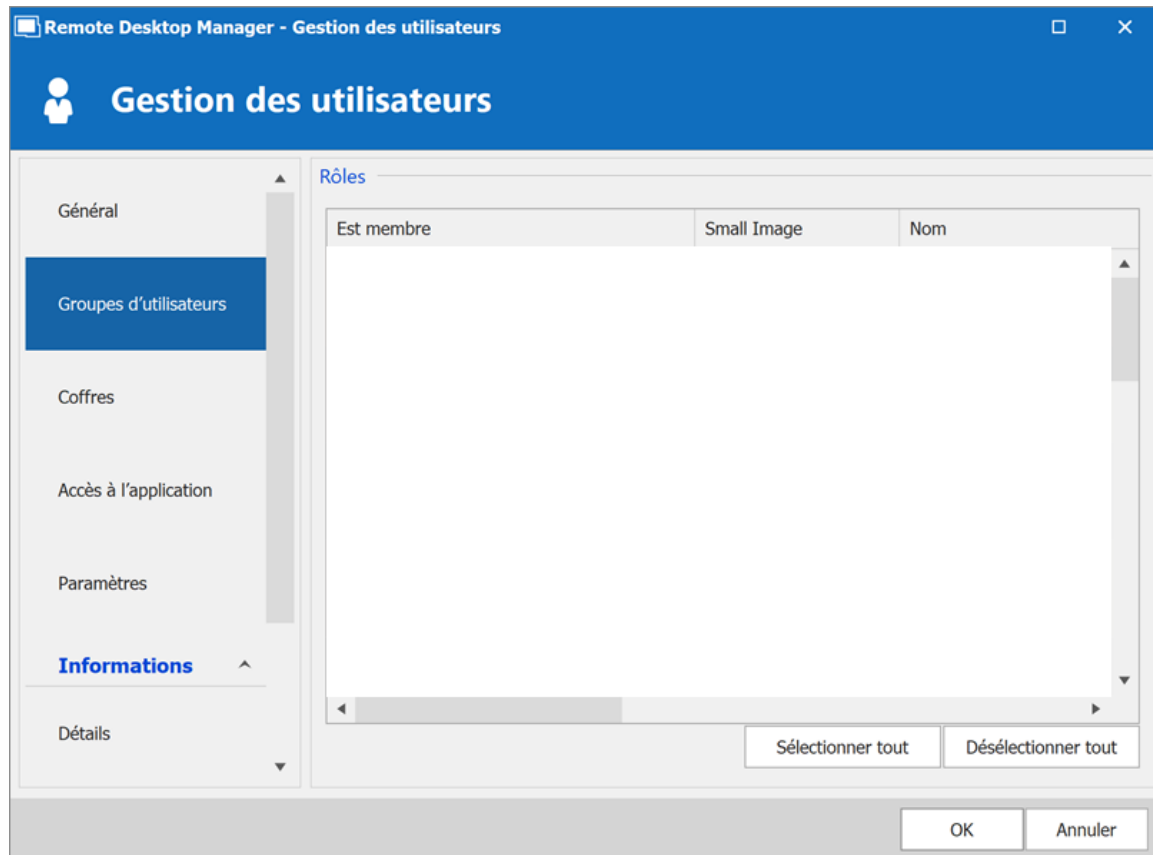 Remote Desktop Manager - Gestion des utilisateurs
Gestion des utilisateurs
Général
Groupes d’utilisateurs
Coffres
Accès à l’application
Paramètres
Informations
Détails
Rôles
Est membre Small Image Nom
Sélectionner tout Désélectionner tout
OK Annuler